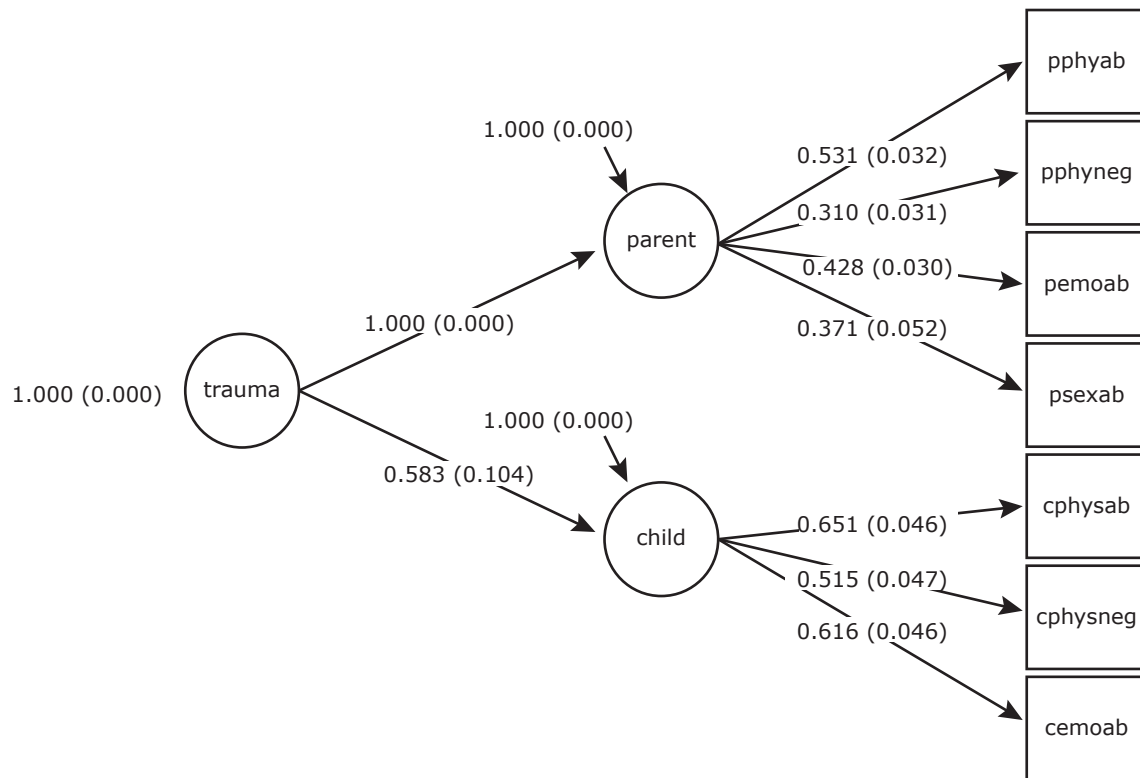 pphyab
1.000 (0.000)
0.531 (0.032)
pphyneg
0.310 (0.031)
parent
0.428 (0.030)
pemoab
1.000 (0.000)
0.371 (0.052)
1.000 (0.000)
trauma
psexab
1.000 (0.000)
0.583 (0.104)
cphysab
0.651 (0.046)
child
0.515 (0.047)
cphysneg
0.616 (0.046)
cemoab